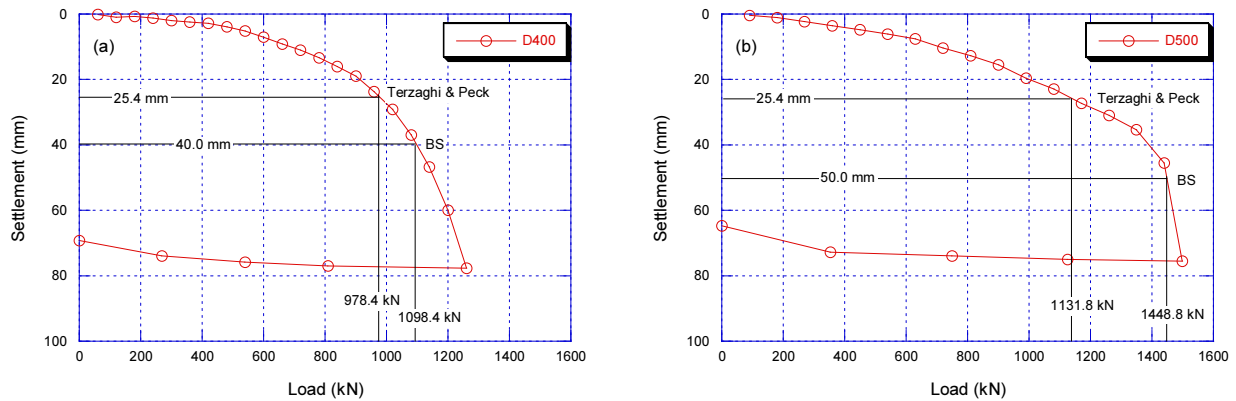 (a)
D400
Terzaghi & Peck
25.4 mm
40.0 mm
BS
978.4 kN
1098.4 kN
0
20
40
60
80
100
Settlement (mm)
0 200 400 600 800 1000 1200 1400 1600
Load (kN)
(b)
D500
Terzaghi & Peck
25.4 mm
50.0 mm
BS
1131.8 kN
1448.8 kN
0
20
40
60
80
100
Settlement (mm)
0 200 400 600 800 1000 1200 1400 1600
Load (kN)